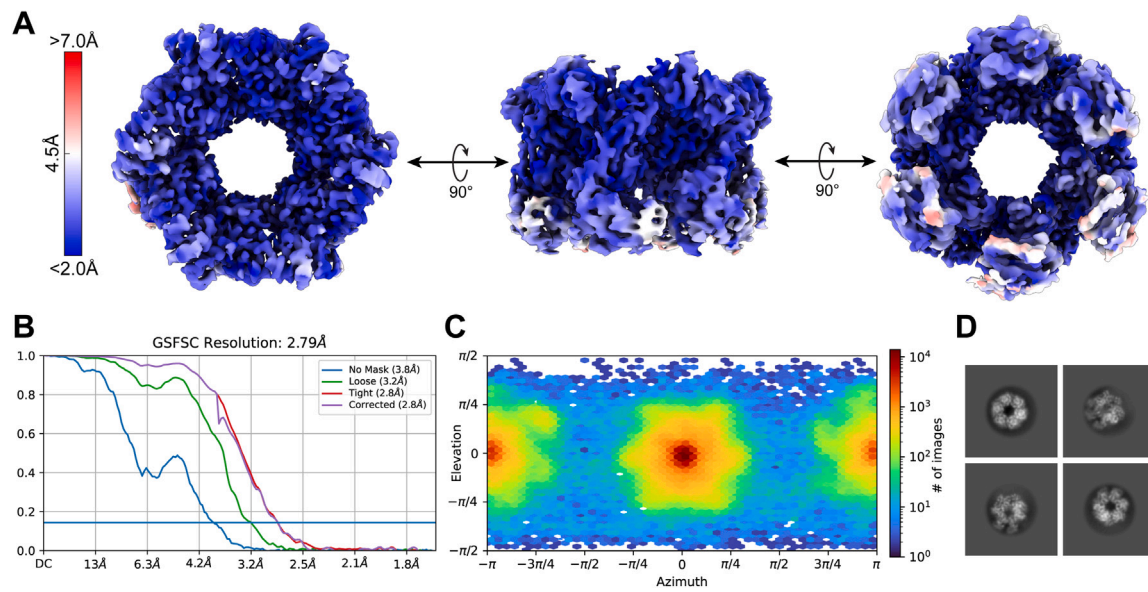 A
>7.0Å
4.5Å
<2.0Å
90°
90°
B
GSFSC Resolution: 2.79Å
No Mask (3.8Å)
Loose (3.2Å)
Tight (2.8Å)
Corrected (2.8Å)
1.0
0.8
0.6
0.4
0.2
0.0
DC 13Å 6.3Å 4.2Å 3.2Å 2.5Å 2.1Å 1.8Å
C
Elevation
π/2
π/4
0
−π/4
−π/2
−π −3π/4 −π/2 −π/4 0 π/4 π/2 3π/4 π
Azimuth
10⁴
10³
10²
10¹
10⁰
# of images
D